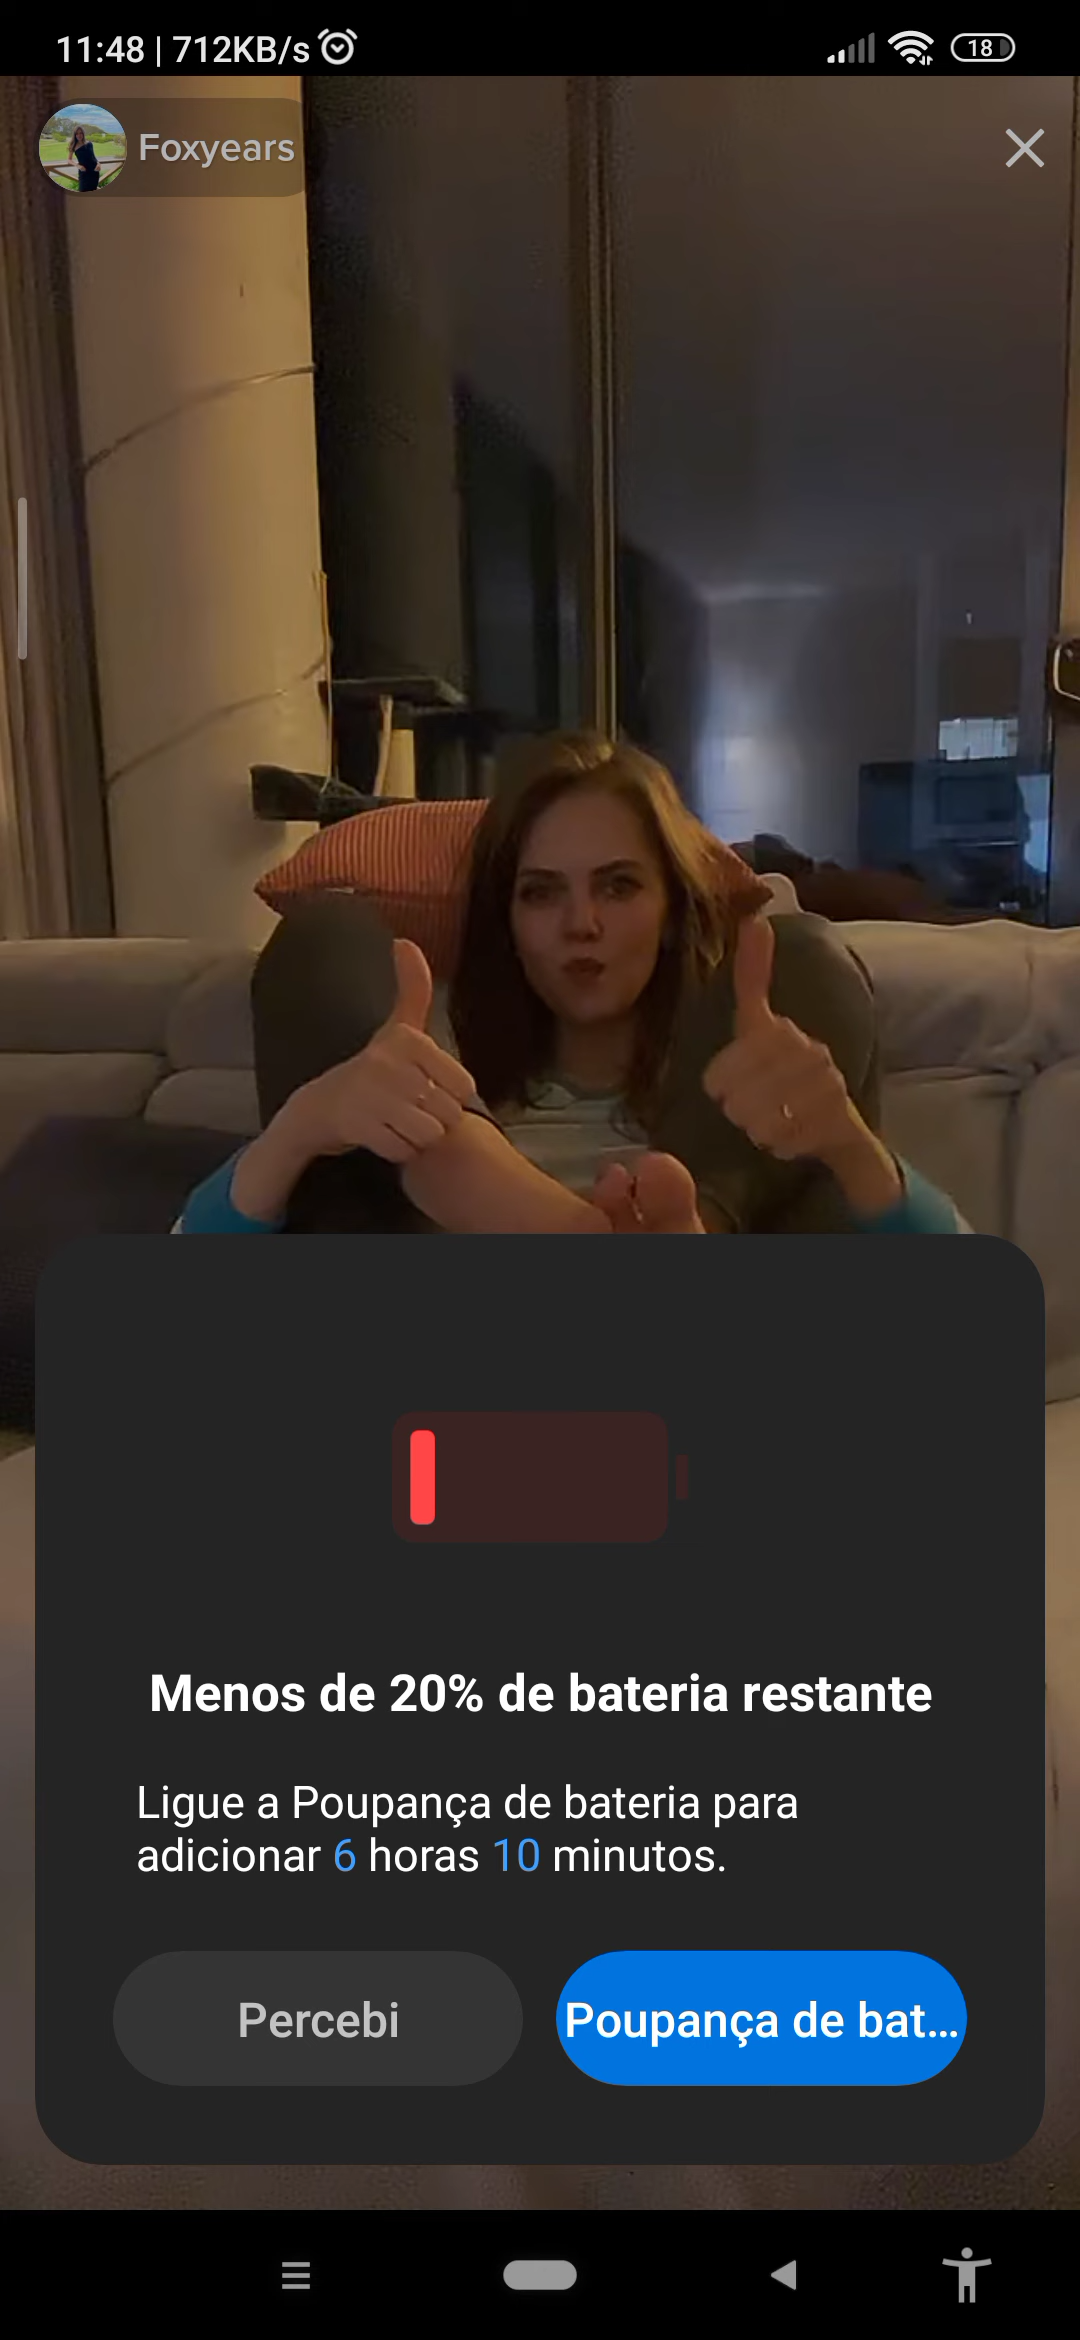 11:48 | 712KB/s
18
Foxyears
Menos de 20% de bateria restante
Ligue a Poupança de bateria para
adicionar 6 horas 10 minutos.
Percebi
Poupança de bat...